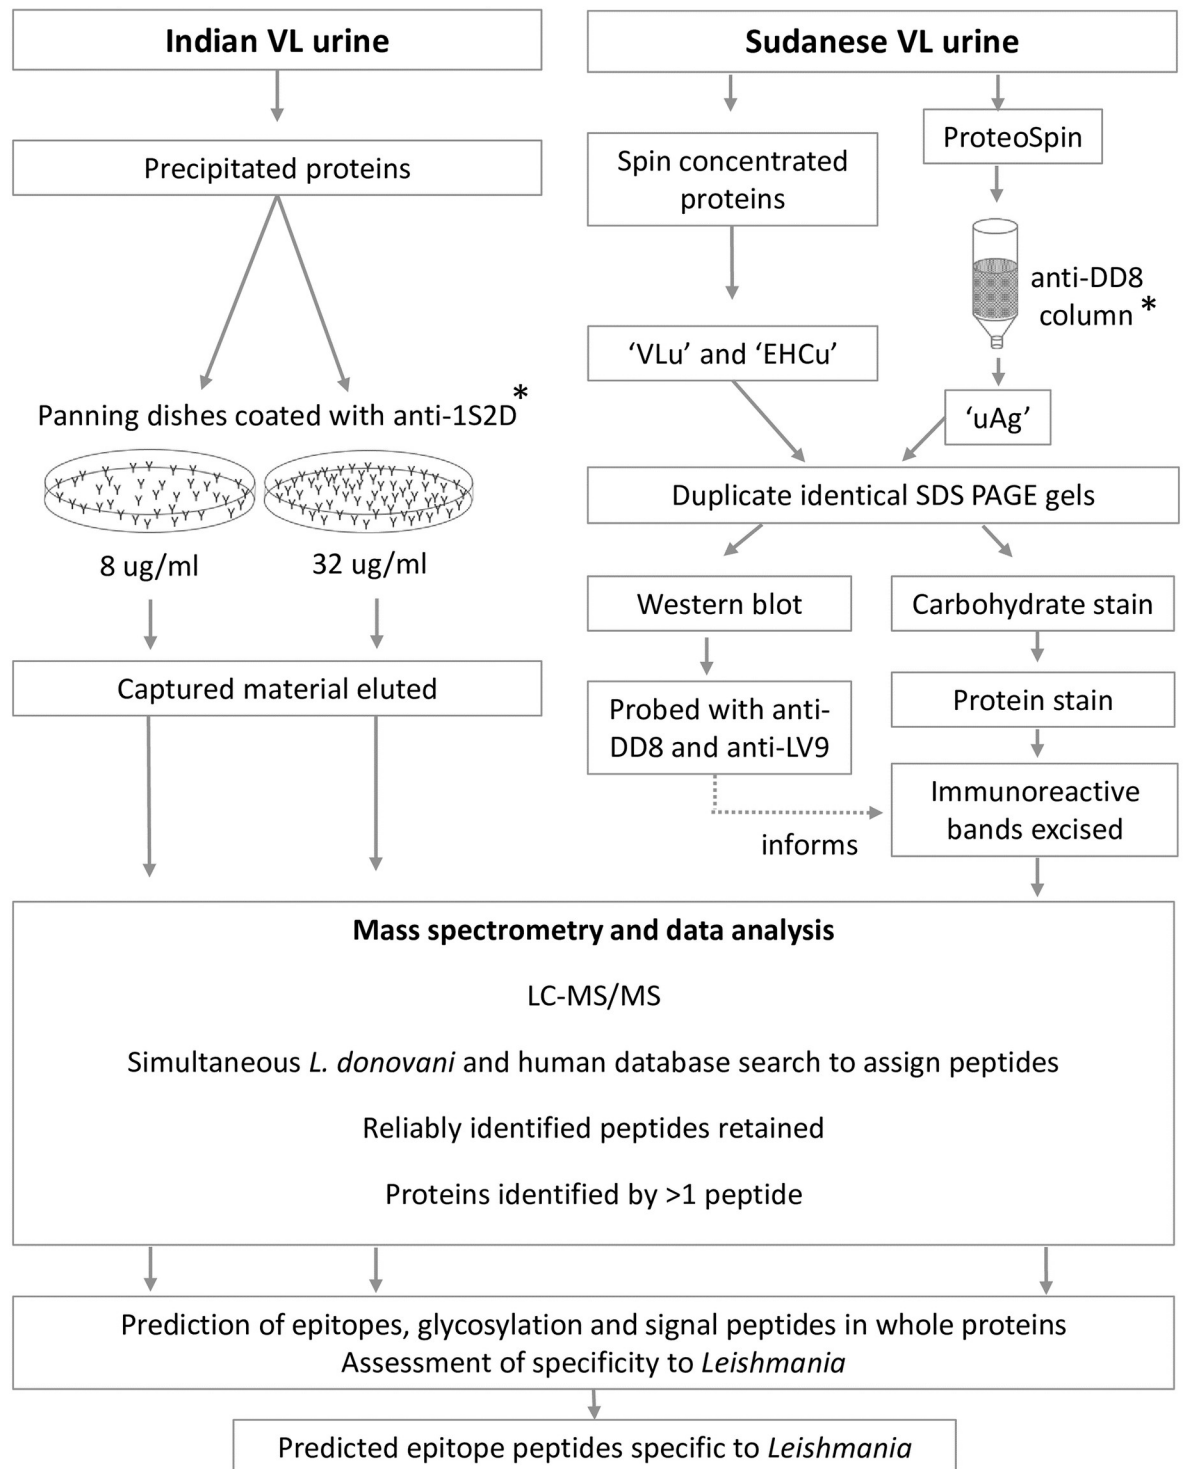 Indian VL urine
Precipitated proteins
Panning dishes coated with anti-1S2D*
8 ug/ml
32 ug/ml
Captured material eluted
Sudanese VL urine
Spin concentrated
proteins
‘VLu’ and ‘EHCu’
ProteoSpin
anti-DD8
column *
‘uAg’
Duplicate identical SDS PAGE gels
Western blot
Probed with anti-
DD8 and anti-LV9
informs
Carbohydrate stain
Protein stain
Immunoreactive
bands excised
Mass spectrometry and data analysis
LC-MS/MS
Simultaneous L. donovani and human database search to assign peptides
Reliably identified peptides retained
Proteins identified by >1 peptide
Prediction of epitopes, glycosylation and signal peptides in whole proteins
Assessment of specificity to Leishmania
Predicted epitope peptides specific to Leishmania